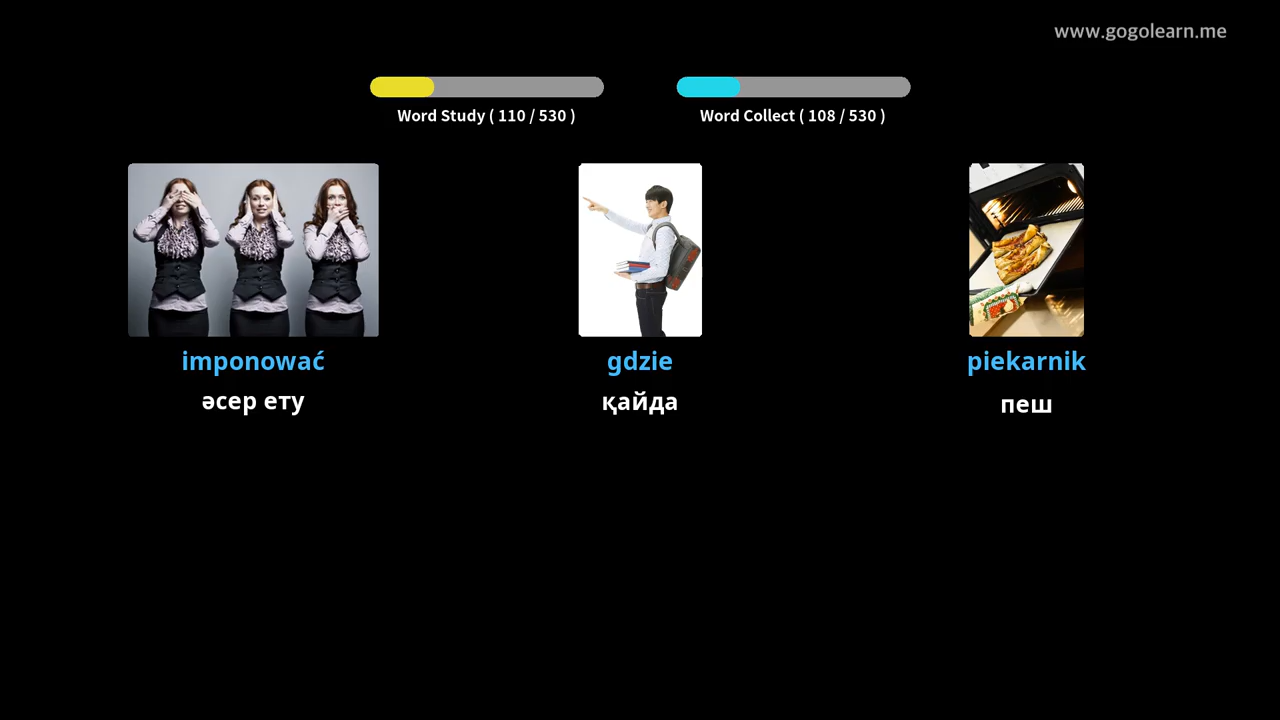 www.gogolearn.me
Word Study ( 110 / 530 )
Word Collect ( 108 / 530 )
imponować
gdzie
piekarnik
әсер ету
қайда
пеш